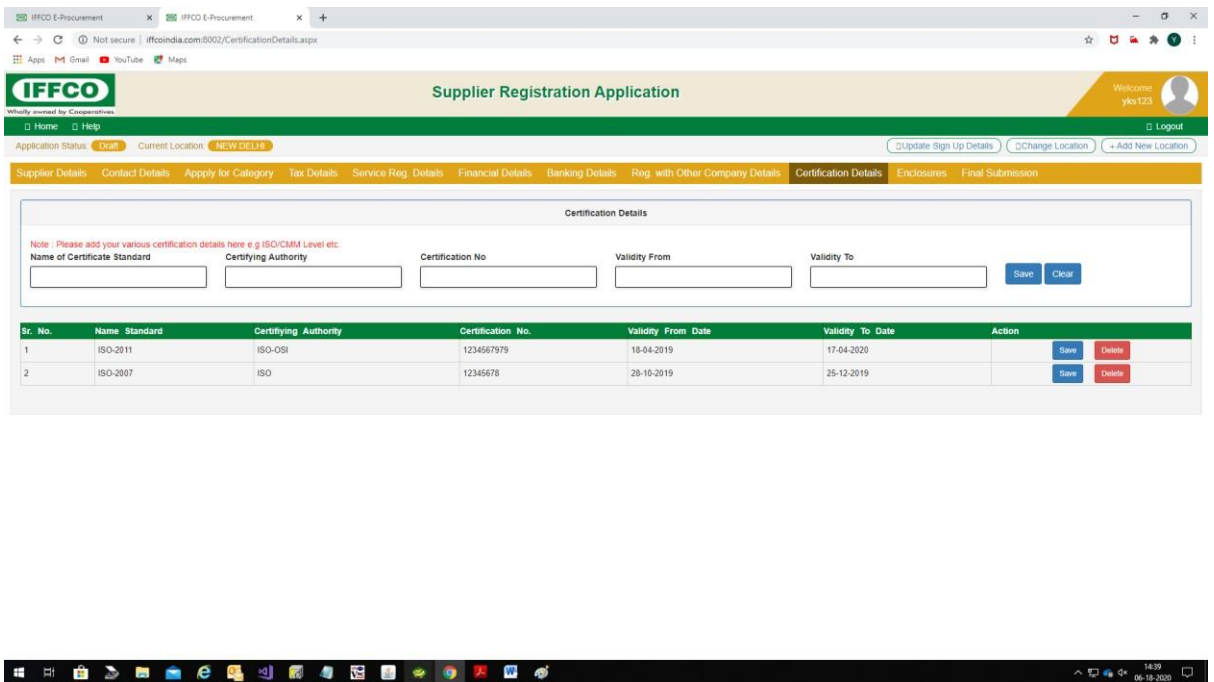 IFFCO E-Procurement IFFCO E-Procurement
Not secure | iffcoindia.com:8002/CertificationDetails.aspx
Apps Gmail YouTube Maps
IFFCO Supplier Registration Application Welcome
yks123
Wholly owned by Cooperatives
Home Help Logout
Application Status: Draft Current Location: NEW DELHI Update Sign Up Details Change Location + Add New Location
Supplier Details Contact Details Appply for Category Tax Details Service Reg. Details Financial Details Banking Details Reg. with Other Company Details Certification Details Enclosures Final Submission
Certification Details
Note : Please add your various certification details here e.g ISO/CMM Level etc.
Name of Certificate Standard Certifying Authority Certification No Validity From Validity To
Save Clear
Sr. No. Name Standard Certifiying Authority Certification No. Validity From Date Validity To Date Action
1 ISO-2011 ISO-OSI 1234567979 18-04-2019 17-04-2020 Save Delete
2 ISO-2007 ISO 12345678 28-10-2019 25-12-2019 Save Delete
14:39
06-18-2020